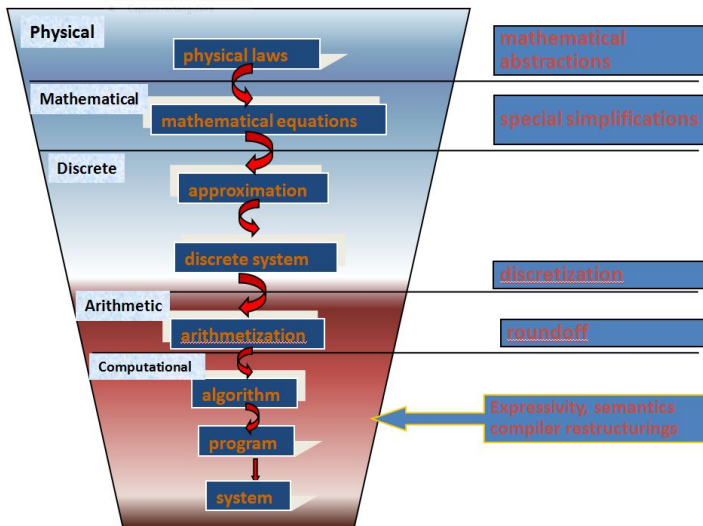 Physical
physical laws
mathematical
abstractions
Mathematical
mathematical equations
special simplifications
Discrete
approximation
discrete system
discretization
Arithmetic
arithmetization
roundoff
Computational
algorithm
Expressivity, semantics
compiler restructurings
program
system